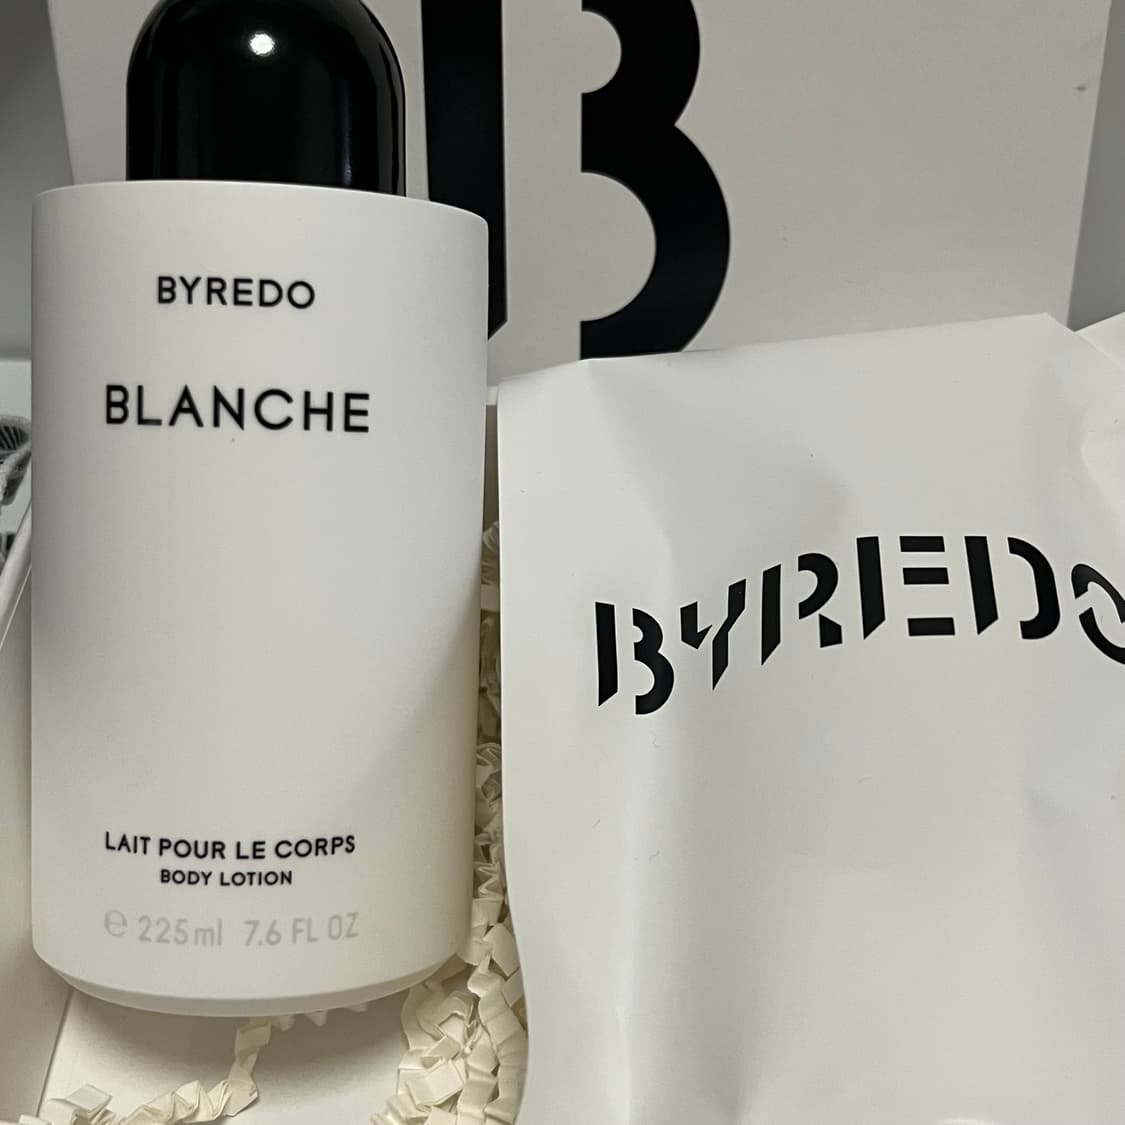 BYREDO
BLANCHE
LAIT POUR LE CORPS
BODY LOTION
℮ 225ml 7.6 FL OZ
B
BYREDO